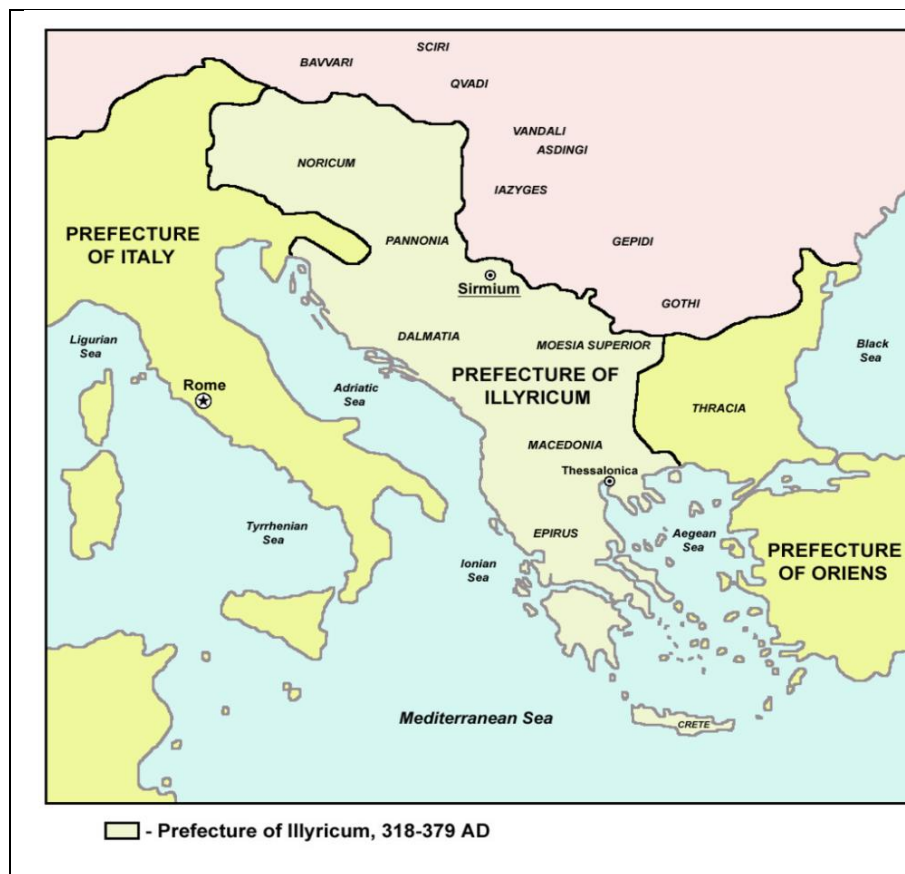 SCIRI
BAVVARI
QVADI
VANDALI
ASDINGI
NORICUM
IAZYGES
PREFECTURE
OF ITALY
PANNONIA
GEPIDI
Sirmium
GOTHI
Ligurian
Sea
DALMATIA
MOESIA SUPERIOR
Black
Sea
PREFECTURE OF
ILLYRICUM
Rome
Adriatic
Sea
THRACIA
MACEDONIA
Thessalonica
Tyrrhenian
Sea
EPIRUS
Aegean
Sea
Ionian
Sea
PREFECTURE
OF ORIENS
Mediterranean Sea
CRETE
- Prefecture of Illyricum, 318-379 AD